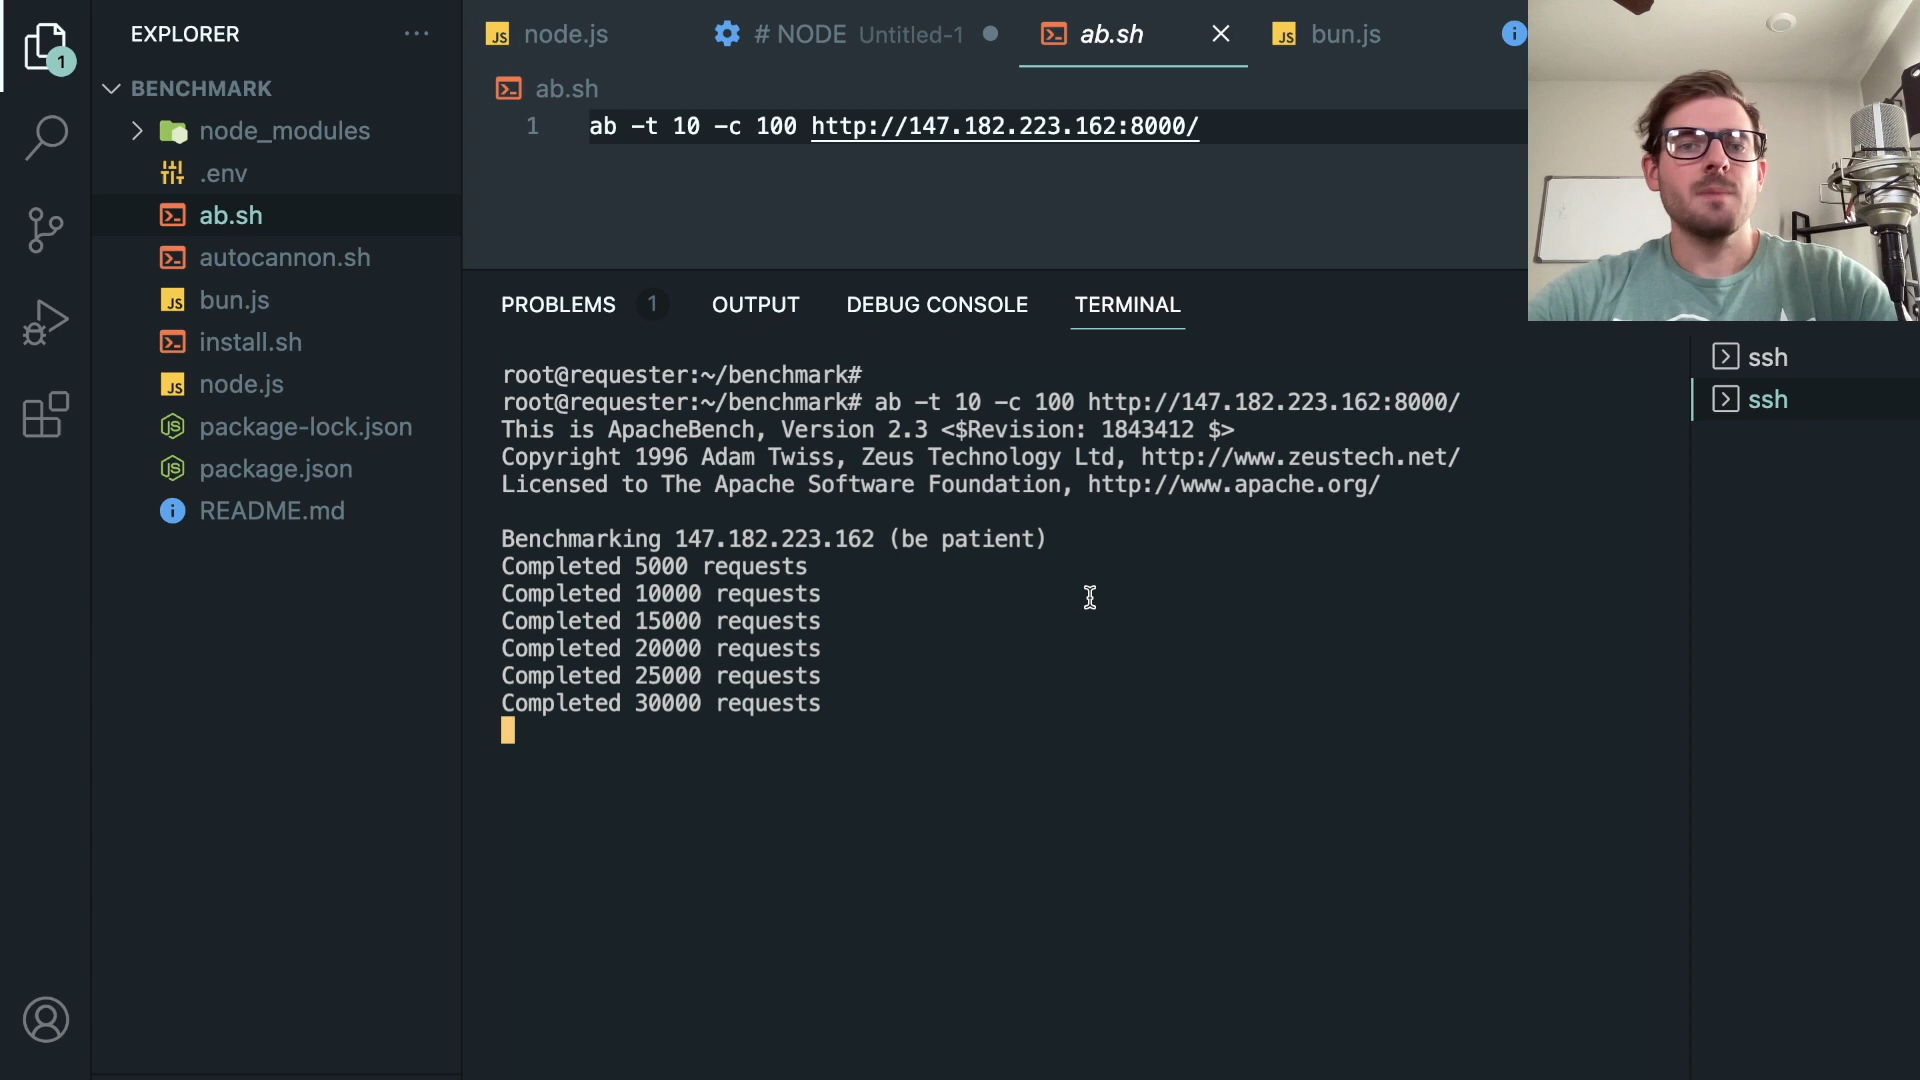 EXPLORER
1
BENCHMARK
node_modules
.env
ab.sh
autocannon.sh
bun.js
install.sh
node.js
package-lock.json
package.json
README.md
node.js
# NODE Untitled-1
ab.sh
bun.js
ab.sh
1 ab -t 10 -c 100 http://147.182.223.162:8000/
PROBLEMS 1 OUTPUT DEBUG CONSOLE TERMINAL
root@requester:~/benchmark#
root@requester:~/benchmark# ab -t 10 -c 100 http://147.182.223.162:8000/
This is ApacheBench, Version 2.3 <$Revision: 1843412 $>
Copyright 1996 Adam Twiss, Zeus Technology Ltd, http://www.zeustech.net/
Licensed to The Apache Software Foundation, http://www.apache.org/
Benchmarking 147.182.223.162 (be patient)
Completed 5000 requests
Completed 10000 requests
Completed 15000 requests
Completed 20000 requests
Completed 25000 requests
Completed 30000 requests
ssh
ssh